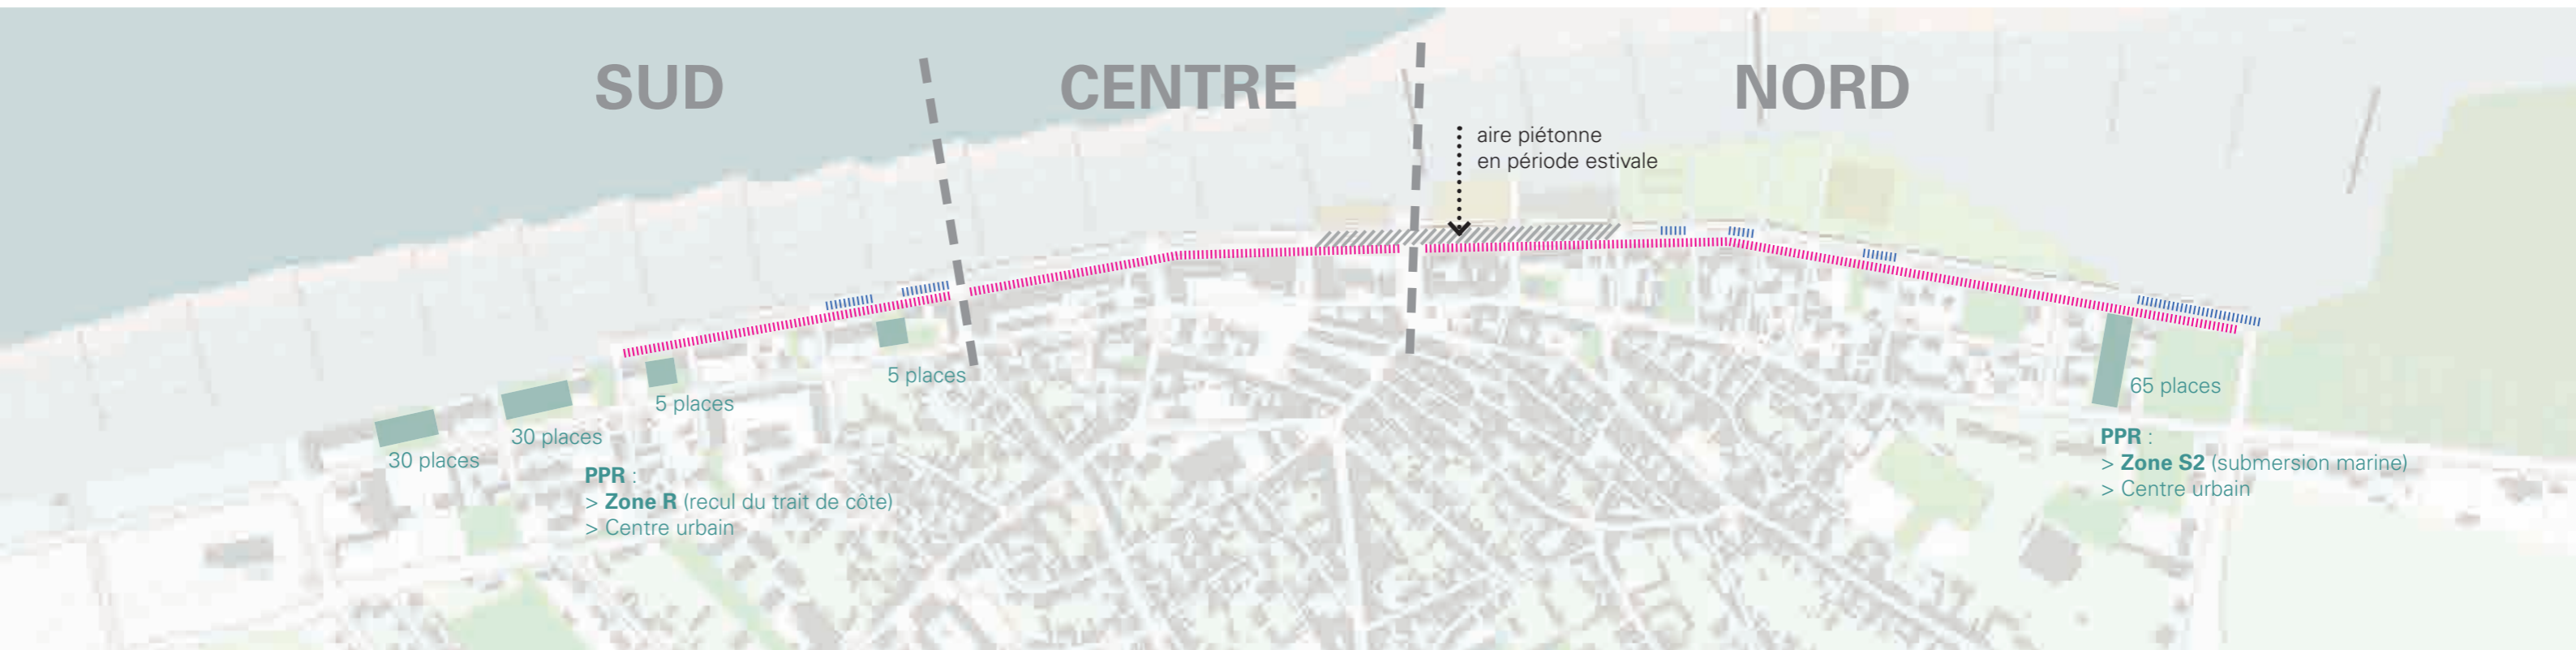 SUD
CENTRE
NORD
aire piétonne
en période estivale
5 places
5 places
30 places
30 places
PPR :
> Zone R (recul du trait de côte)
> Centre urbain
65 places
PPR :
> Zone S2 (submersion marine)
> Centre urbain